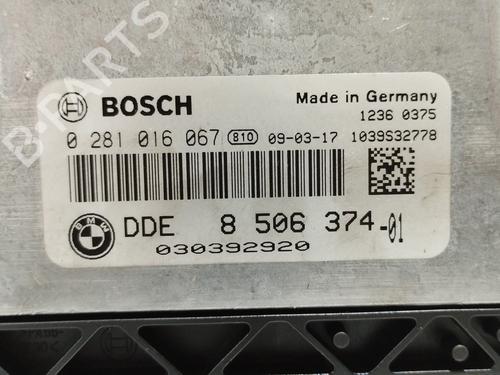 B-PARTS
BOSCH
Made in Germany
1236 0375
0 281 016 067 810 09-03-17 1039S32778
BMW
DDE 8 506 374-01
030392920